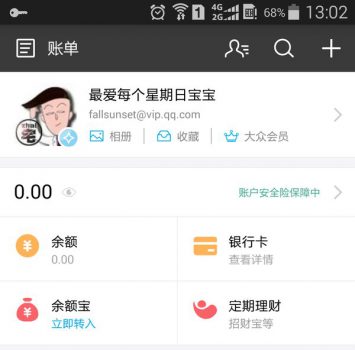 4G 1 4G 2 68% 13:02
账单
最爱每个星期日宝宝
fallsunset@vip.qq.com
相册 收藏 大众会员
0.00 账户安全险保障中
余额 银行卡
0.00 查看详情
余额宝 定期理财
立即转入 招财宝等